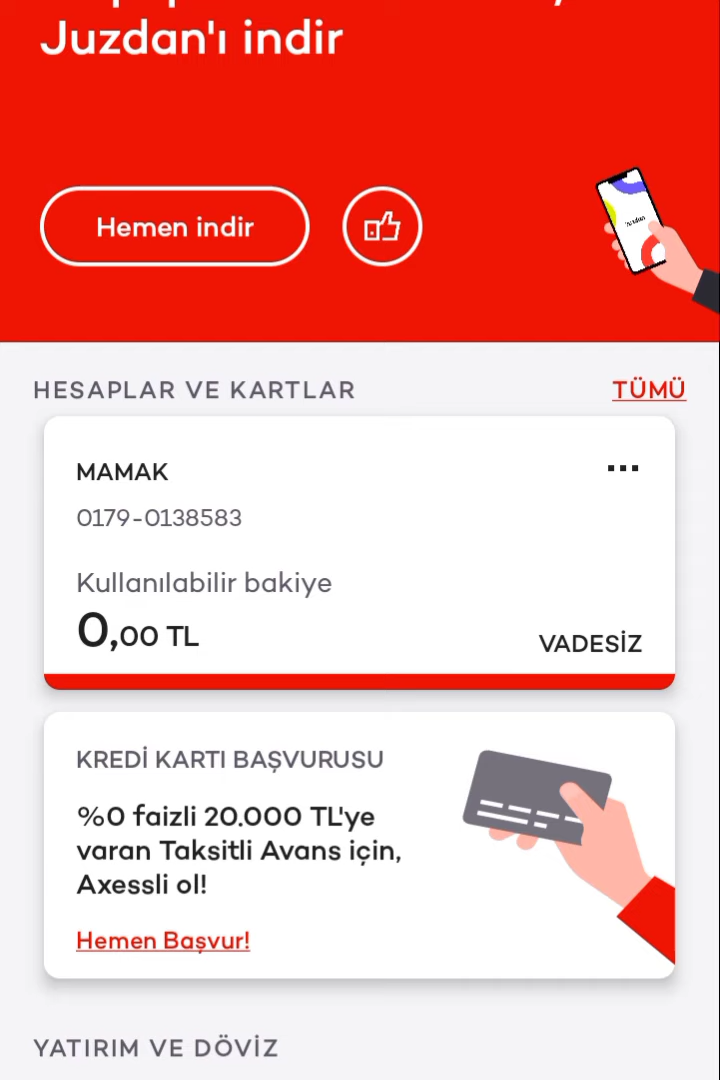 Juzdan'ı indir
Hemen indir
HESAPLAR VE KARTLAR
TÜMÜ
MAMAK
0179-0138583
Kullanılabilir bakiye
0,00 TL
VADESİZ
KREDİ KARTI BAŞVURUSU
%0 faizli 20.000 TL'ye
varan Taksitli Avans için,
Axessli ol!
Hemen Başvur!
YATIRIM VE DÖVİZ